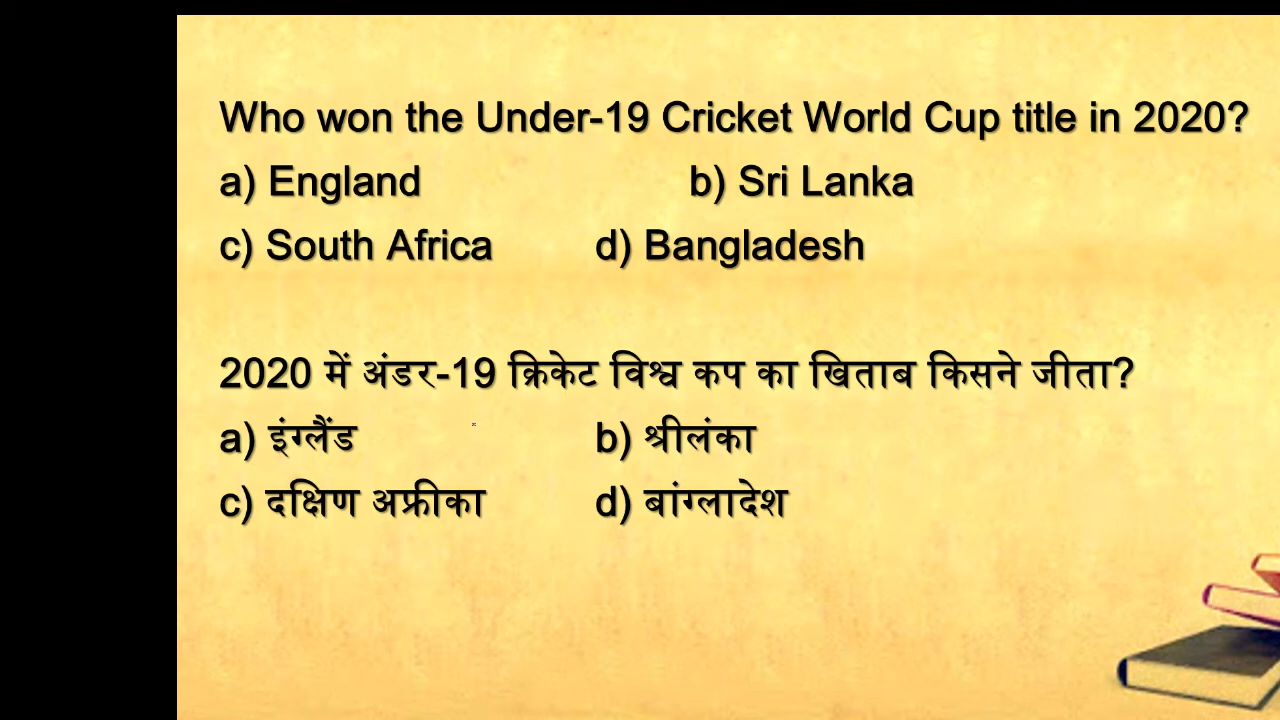 Who won the Under-19 Cricket World Cup title in 2020?
a) England b) Sri Lanka
c) South Africa d) Bangladesh
2020 में अंडर-19 क्रिकेट विश्व कप का खिताब किसने जीता?
a) इंग्लैंड b) श्रीलंका
c) दक्षिण अफ्रीका d) बांग्लादेश